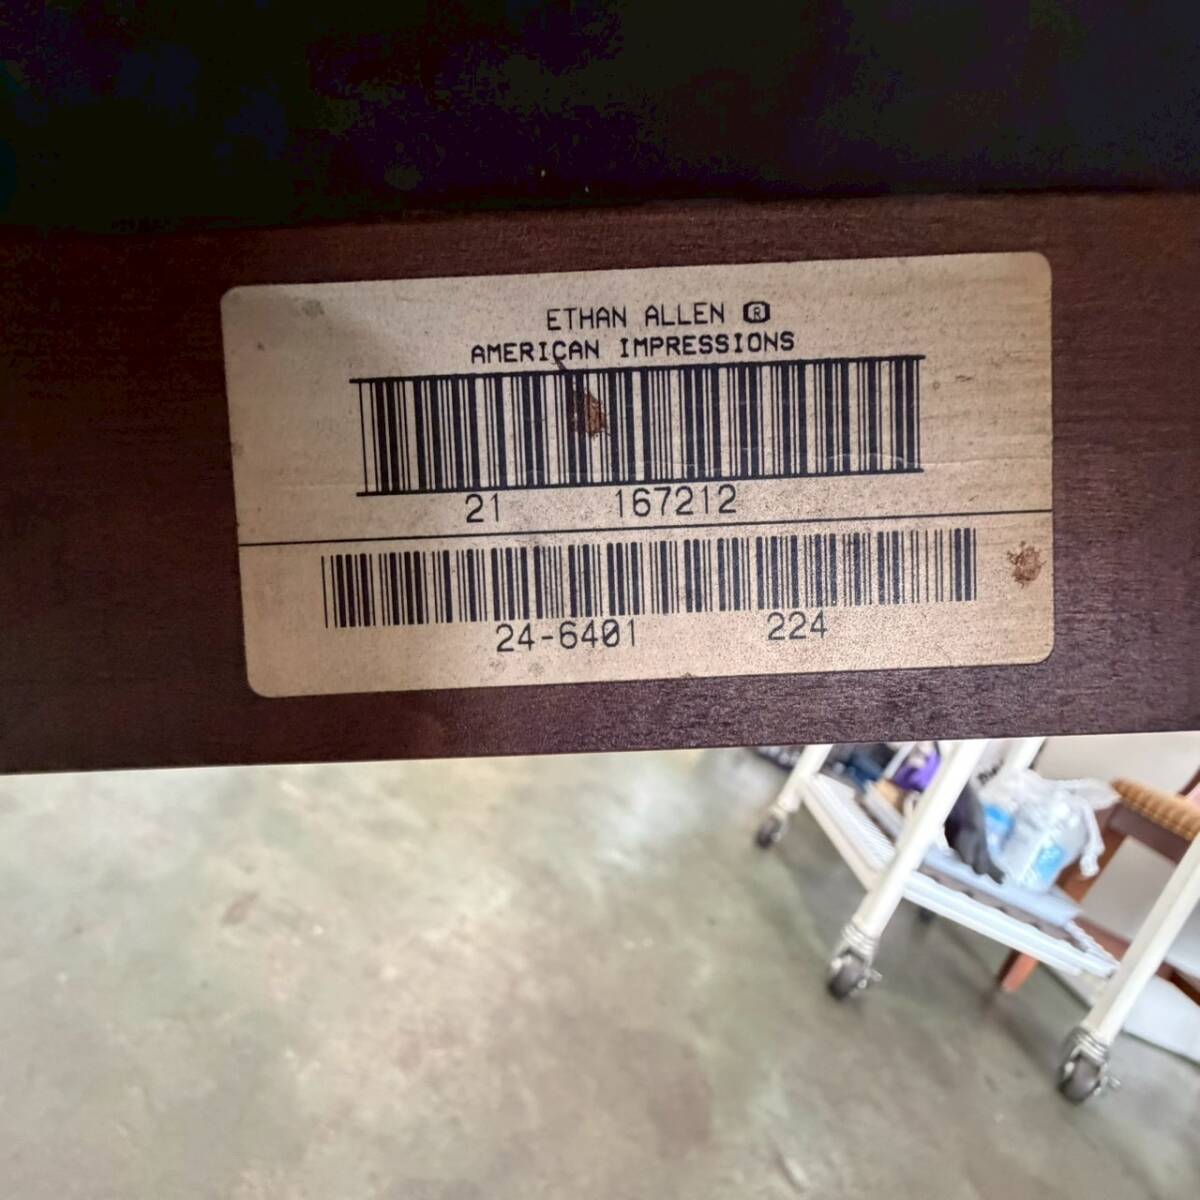 ETHAN ALLEN ®
AMERICAN IMPRESSIONS
21 167212
24-6401 224